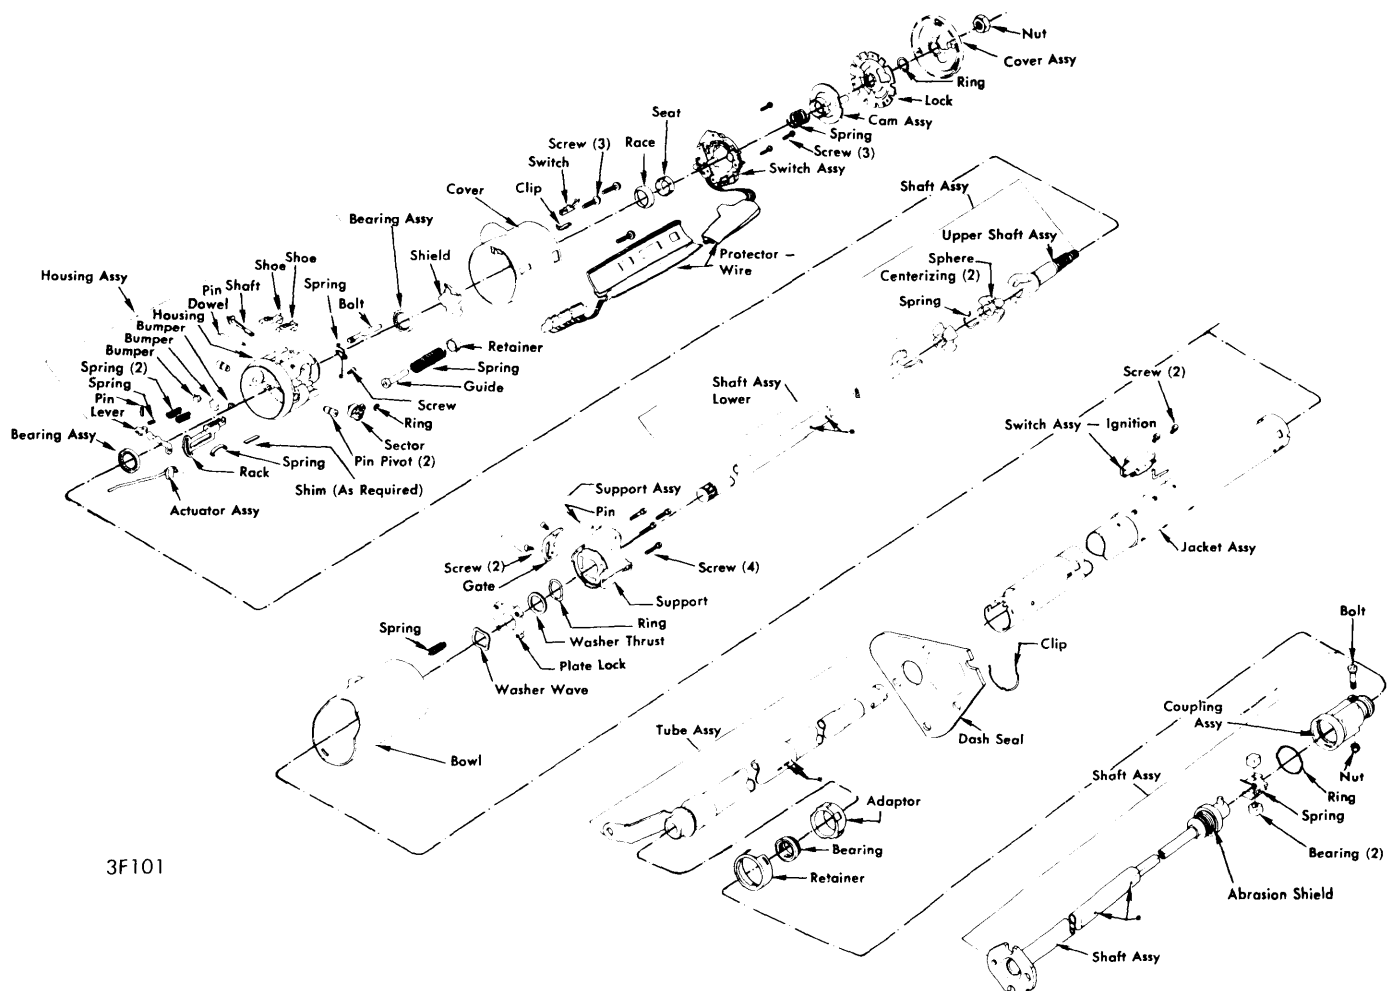 Nut
Cover Assy
Ring
Lock
Cam Assy
Spring
Screw (3)
Switch Assy
Seat
Race
Screw (3)
Switch
Clip
Cover
Bearing Assy
Shield
Protector –
Wire
Shaft Assy
Upper Shaft Assy
Sphere
Centerizing (2)
Spring
Housing Assy
Shoe
Shoe
Spring
Bolt
Pin
Shaft
Dowel
Housing
Bumper
Bumper
Bumper
Spring (2)
Spring
Pin
Lever
Bearing Assy
Retainer
Spring
Guide
Screw
Ring
Sector
Pin Pivot (2)
Spring
Rack
Shim (As Required)
Actuator Assy
Shaft Assy
Lower
Screw (2)
Switch Assy – Ignition
Jacket Assy
Support Assy
Pin
Screw (2)
Gate
Screw (4)
Support
Ring
Washer Thrust
Plate Lock
Washer Wave
Spring
Bowl
Clip
Dash Seal
Tube Assy
Adaptor
Bearing
Retainer
Bolt
Coupling
Assy
Nut
Ring
Spring
Shaft Assy
Bearing (2)
Abrasion Shield
Shaft Assy
3F101